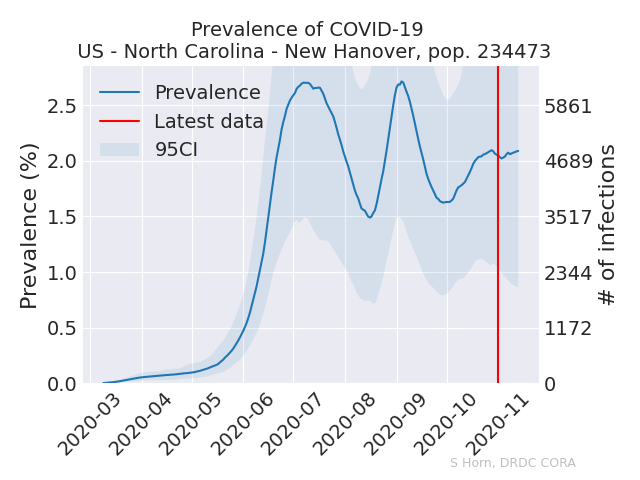 Prevalence of COVID-19
US - North Carolina - New Hanover, pop. 234473
Prevalence
Latest data
95CI
Prevalence (%)
2.5
2.0
1.5
1.0
0.5
0.0
5861
4689
3517
2344
1172
0
# of infections
2020-03
2020-04
2020-05
2020-06
2020-07
2020-08
2020-09
2020-10
2020-11
S Horn, DRDC CORA